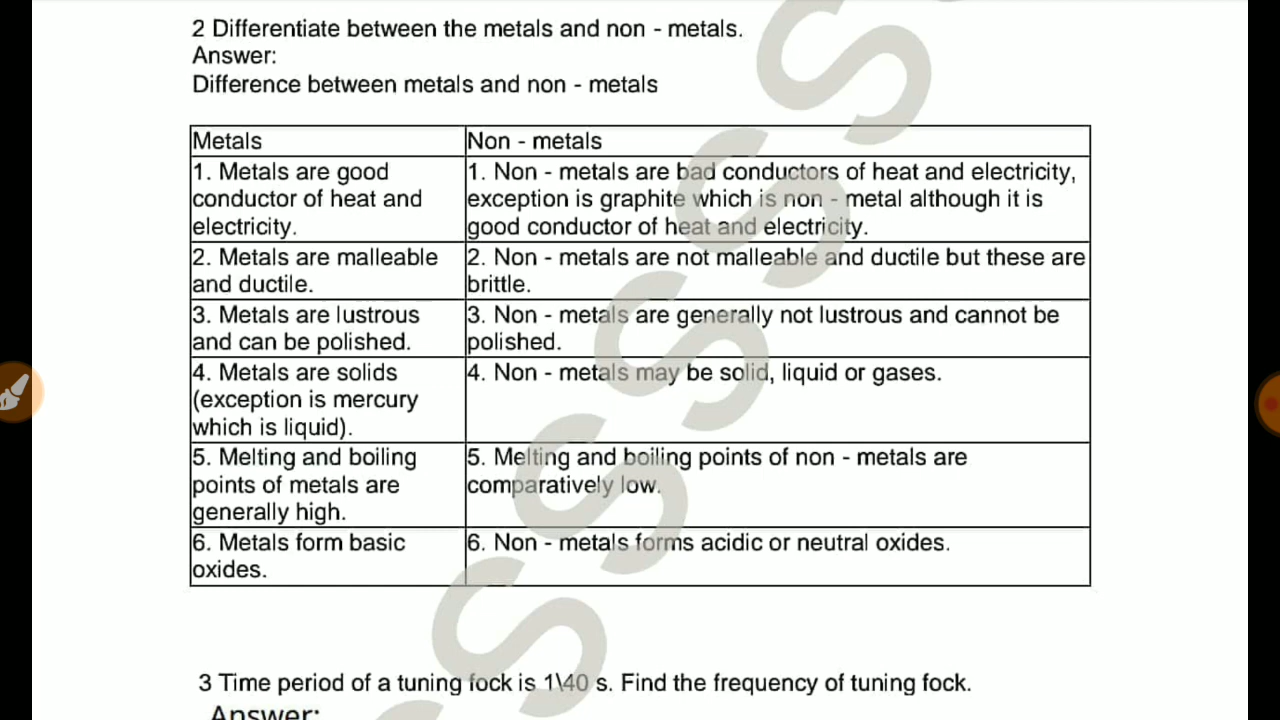 2 Differentiate between the metals and non - metals.
Answer:
Difference between metals and non - metals
Metals
Non - metals
1. Metals are good
conductor of heat and
electricity.
1. Non - metals are bad conductors of heat and electricity,
exception is graphite which is non - metal although it is
good conductor of heat and electricity.
2. Metals are malleable
and ductile.
2. Non - metals are not malleable and ductile but these are
brittle.
3. Metals are lustrous
and can be polished.
3. Non - metals are generally not lustrous and cannot be
polished.
4. Metals are solids
(exception is mercury
which is liquid).
4. Non - metals may be solid, liquid or gases.
5. Melting and boiling
points of metals are
generally high.
5. Melting and boiling points of non - metals are
comparatively low.
6. Metals form basic
oxides.
6. Non - metals forms acidic or neutral oxides.
3 Time period of a tuning fock is 1\40 s. Find the frequency of tuning fock.
Answer: